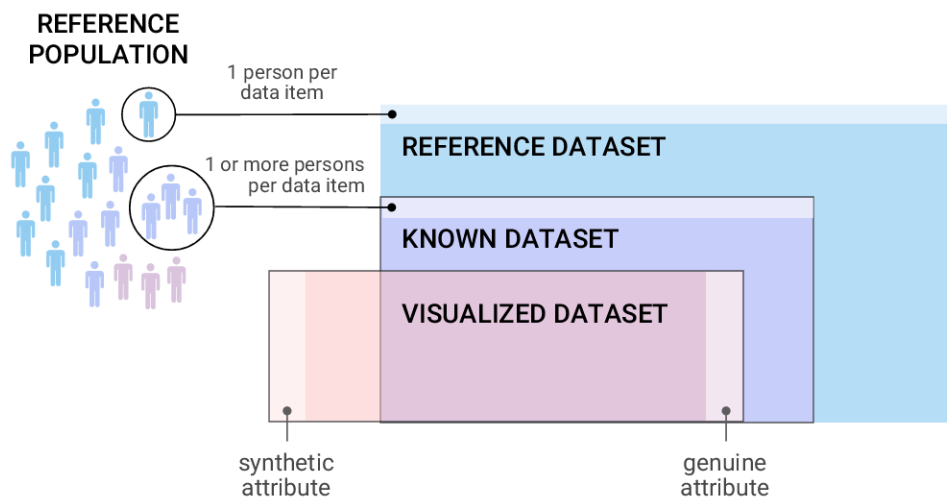 REFERENCE
POPULATION
1 person per
data item
REFERENCE DATASET
1 or more persons
per data item
KNOWN DATASET
VISUALIZED DATASET
synthetic
attribute
genuine
attribute